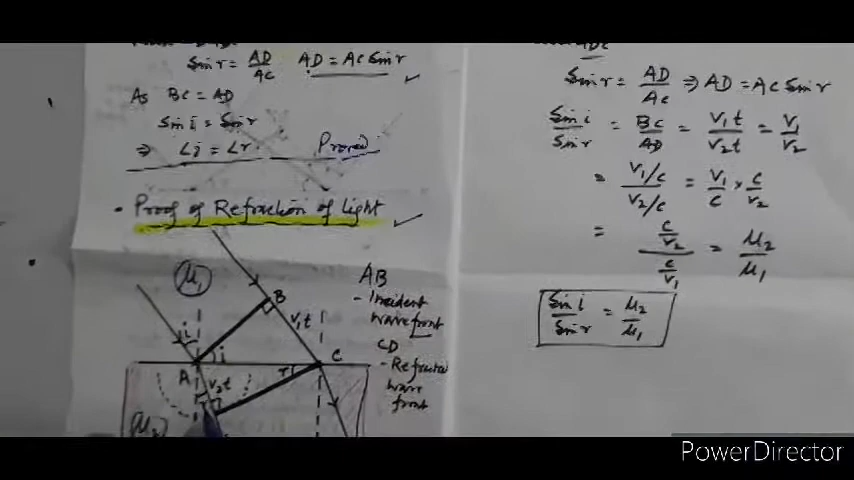 Sin r = AD/AC AD = AC Sin r ✓
As BC = AD
Sin i = Sin r
⇒ ∠i = ∠r Proved
• Proof of Refraction of light ✓
μ1
B
i
v1t
i
A
r
C
v2t
r
μ2
AB
- Incident
wavefront
CD
- Refracted
wave
front
Sin r = AD/AC ⇒ AD = AC Sin r
Sin i/Sin r = BC/AD = v1t/v2t = v1/v2
= v1/c / v2/c = v1/c × c/v2
= c/v2 / c/v1 = μ2/μ1
Sin i/Sin r = μ2/μ1
PowerDirector